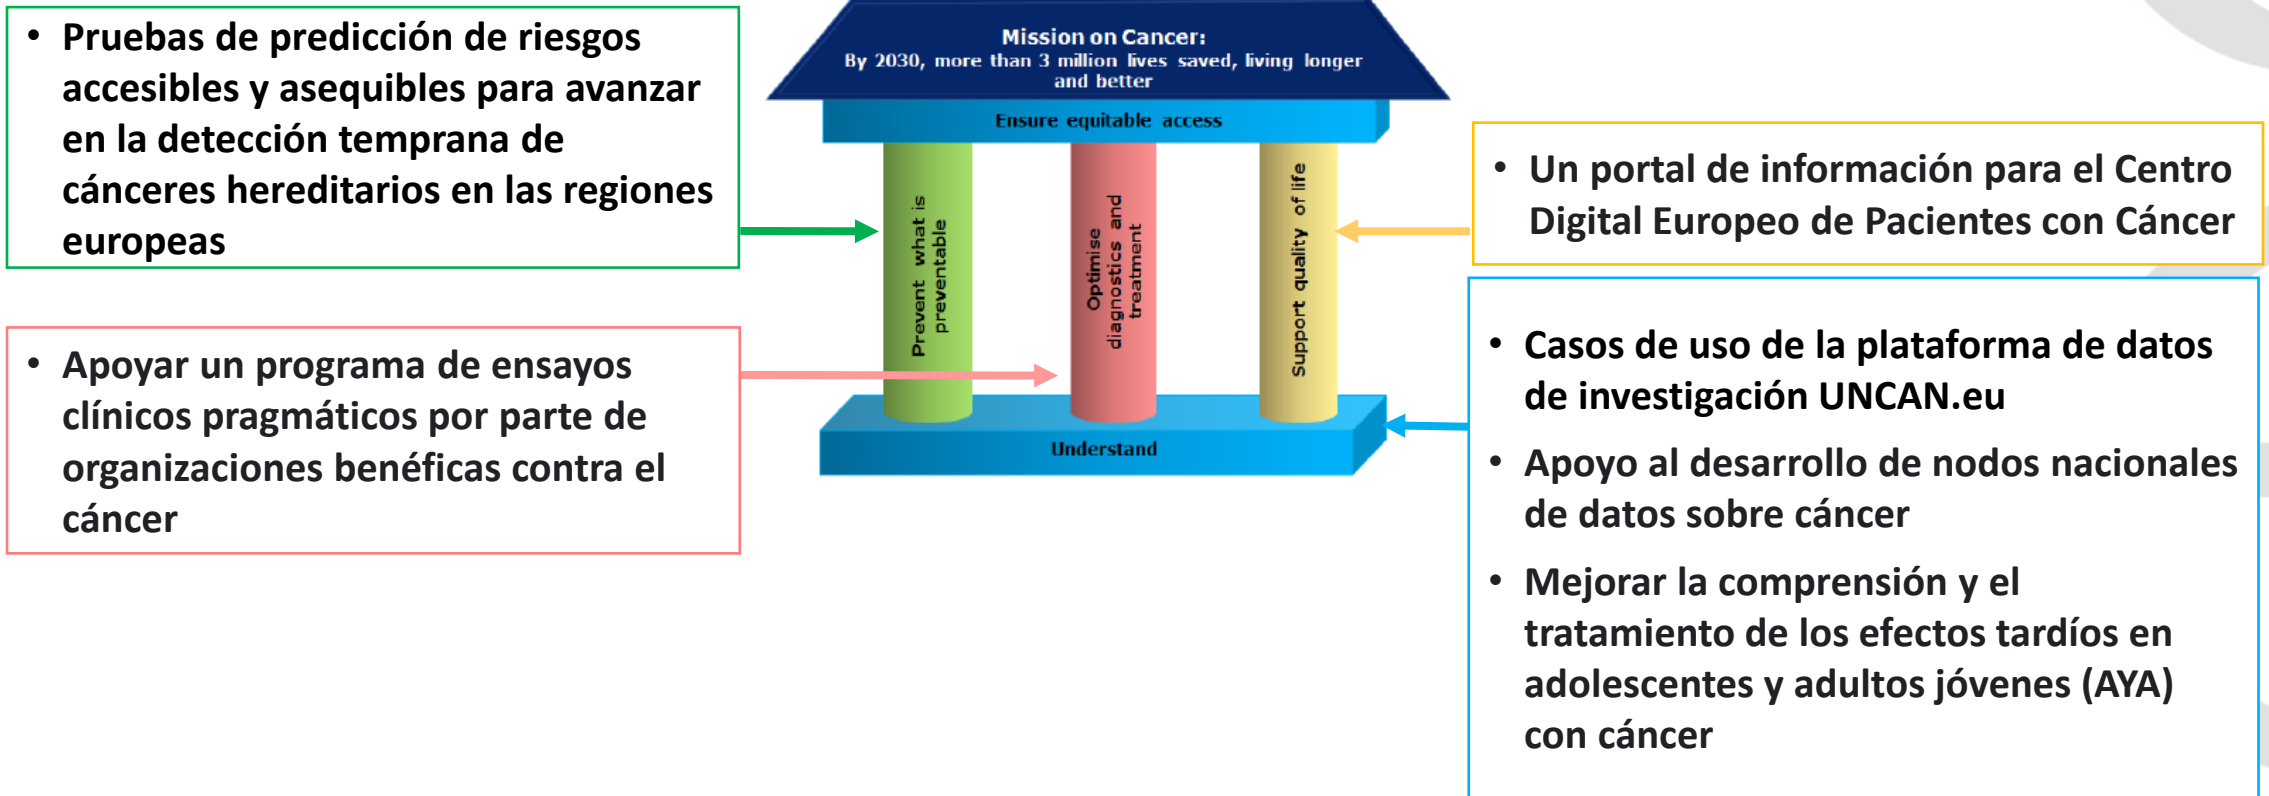 • Pruebas de predicción de riesgos
accesibles y asequibles para avanzar
en la detección temprana de
cánceres hereditarios en las regiones
europeas
• Apoyar un programa de ensayos
clínicos pragmáticos por parte de
organizaciones benéficas contra el
cáncer
Mission on Cancer:
By 2030, more than 3 million lives saved, living longer
and better
Ensure equitable access
Prevent what is
preventable
Optimise
diagnostics and
treatment
Support quality of life
Understand
• Un portal de información para el Centro
Digital Europeo de Pacientes con Cáncer
• Casos de uso de la plataforma de datos
de investigación UNCAN.eu
• Apoyo al desarrollo de nodos nacionales
de datos sobre cáncer
• Mejorar la comprensión y el
tratamiento de los efectos tardíos en
adolescentes y adultos jóvenes (AYA)
con cáncer